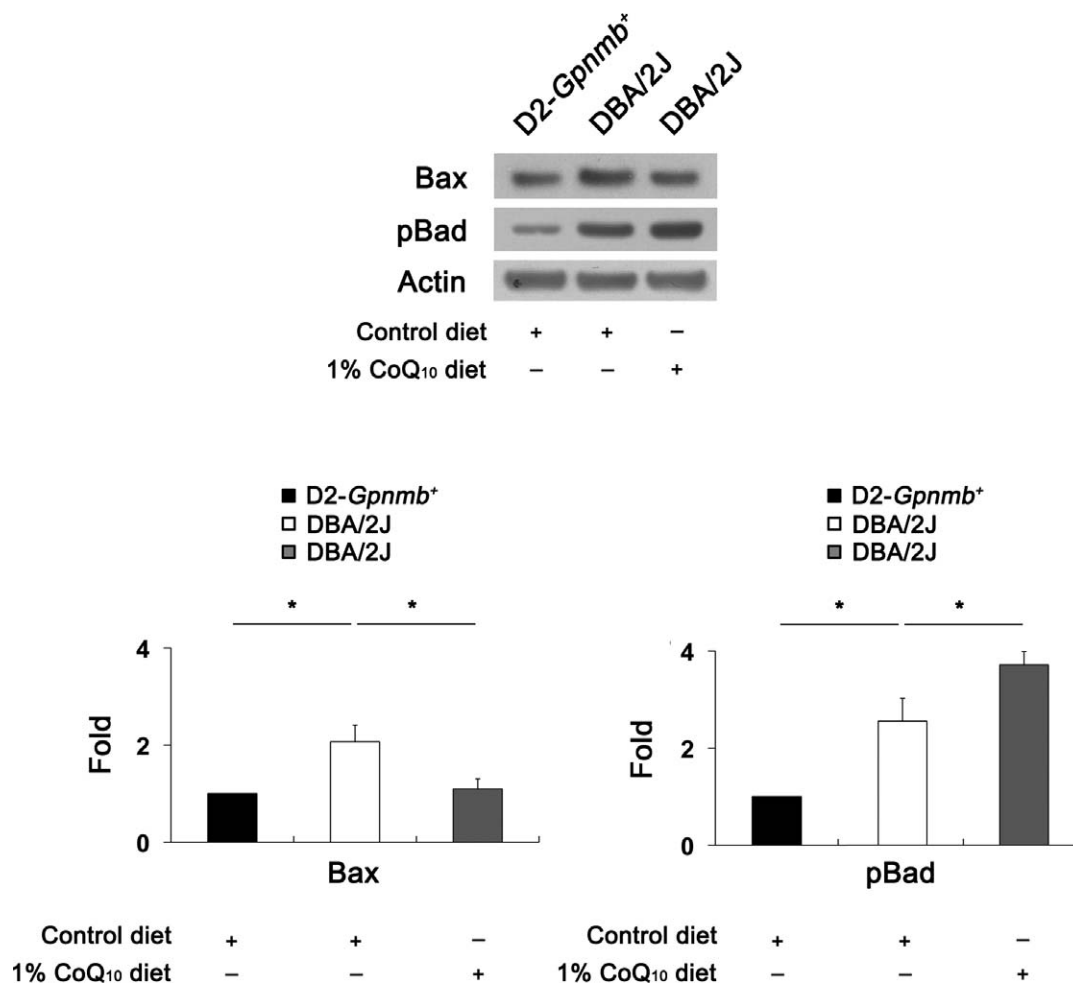 D2-Gpnmb⁺ DBA/2J DBA/2J
Bax
pBad
Actin
Control diet + + –
1% CoQ₁₀ diet – – +
D2-Gpnmb⁺
DBA/2J
DBA/2J
* *
4
2
0
Fold
Bax
Control diet + + –
1% CoQ₁₀ diet – – +
D2-Gpnmb⁺
DBA/2J
DBA/2J
* *
4
2
0
Fold
pBad
Control diet + + –
1% CoQ₁₀ diet – – +